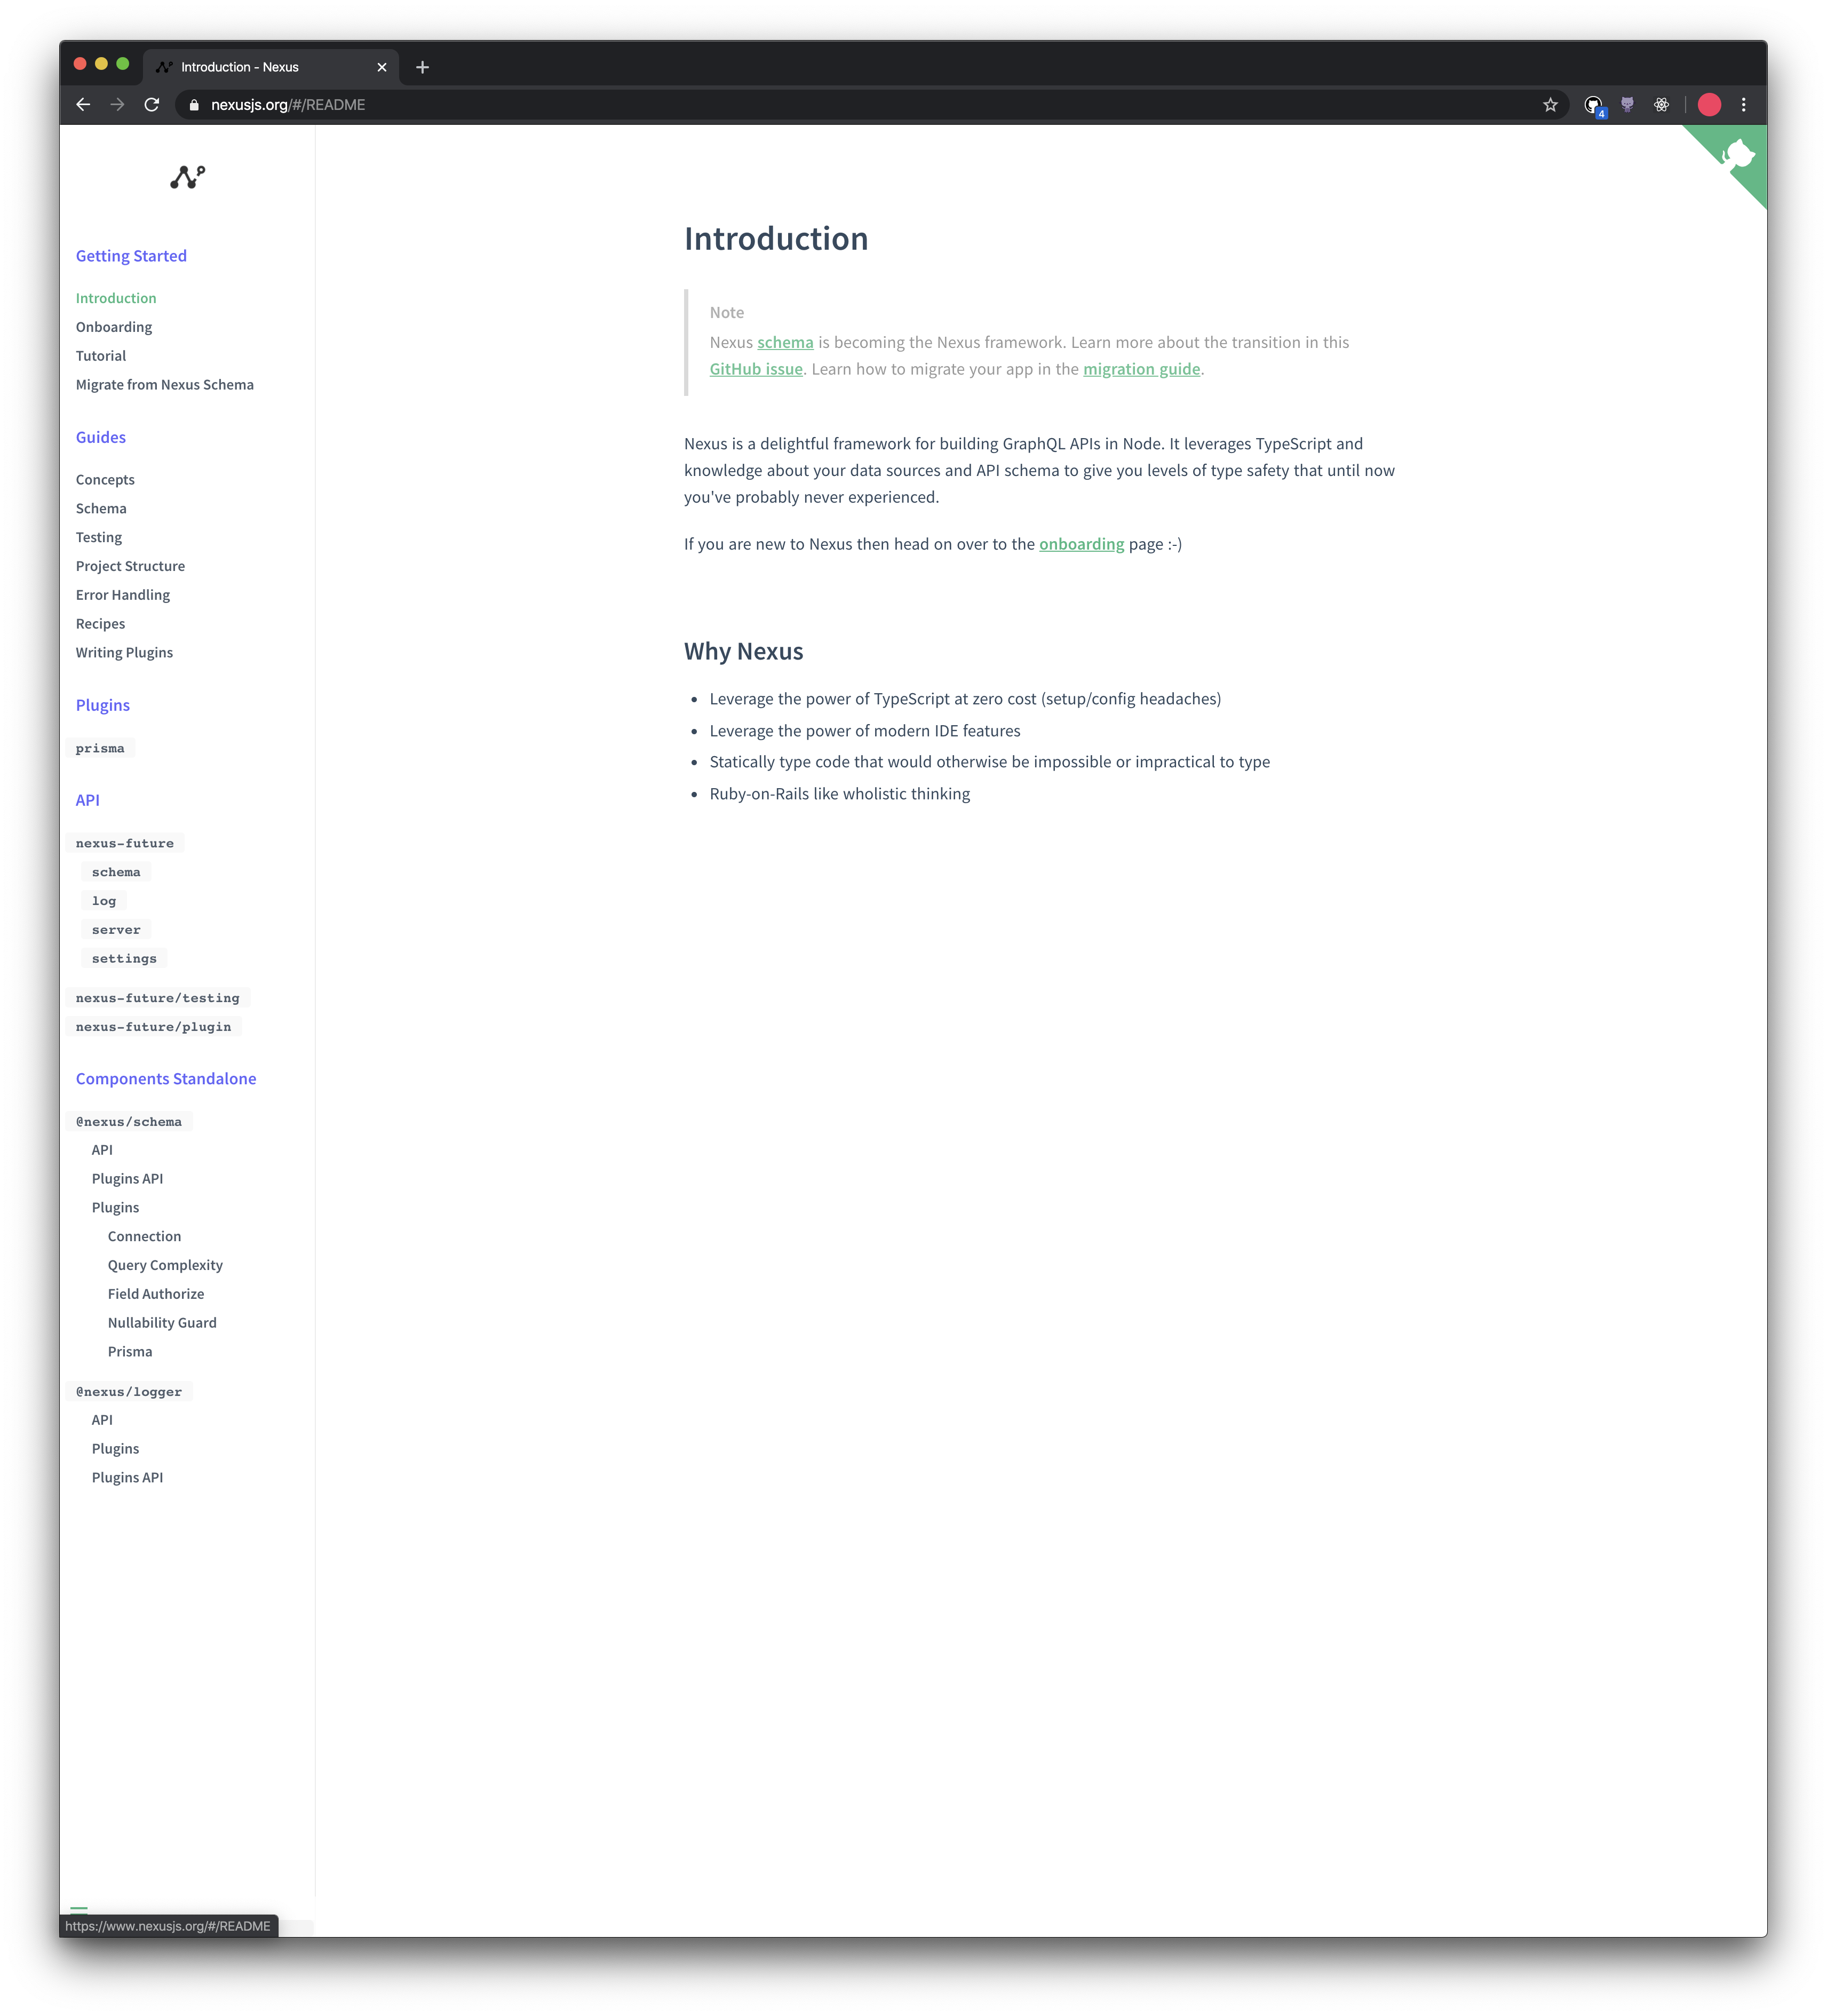 Introduction - Nexus
nexusjs.org/#/README
4
Getting Started
Introduction
Onboarding
Tutorial
Migrate from Nexus Schema
Guides
Concepts
Schema
Testing
Project Structure
Error Handling
Recipes
Writing Plugins
Plugins
prisma
API
nexus-future
schema
log
server
settings
nexus-future/testing
nexus-future/plugin
Components Standalone
@nexus/schema
API
Plugins API
Plugins
Connection
Query Complexity
Field Authorize
Nullability Guard
Prisma
@nexus/logger
API
Plugins
Plugins API
Introduction
Note
Nexus schema is becoming the Nexus framework. Learn more about the transition in this
GitHub issue. Learn how to migrate your app in the migration guide.
Nexus is a delightful framework for building GraphQL APIs in Node. It leverages TypeScript and
knowledge about your data sources and API schema to give you levels of type safety that until now
you've probably never experienced.
If you are new to Nexus then head on over to the onboarding page :-)
Why Nexus
Leverage the power of TypeScript at zero cost (setup/config headaches)
Leverage the power of modern IDE features
Statically type code that would otherwise be impossible or impractical to type
Ruby-on-Rails like wholistic thinking
https://www.nexusjs.org/#/README